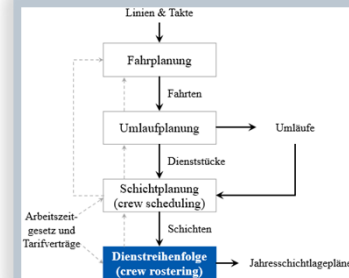 Linien & Takte
Fahrplanung
Fahrten
Umlaufplanung
Umläufe
Dienststücke
Schichtplanung
(crew scheduling)
Arbeitszeit-
gesetz und
Tarifverträge
Schichten
Dienstreihenfolge
(crew rostering)
Jahresschichtlagepläne